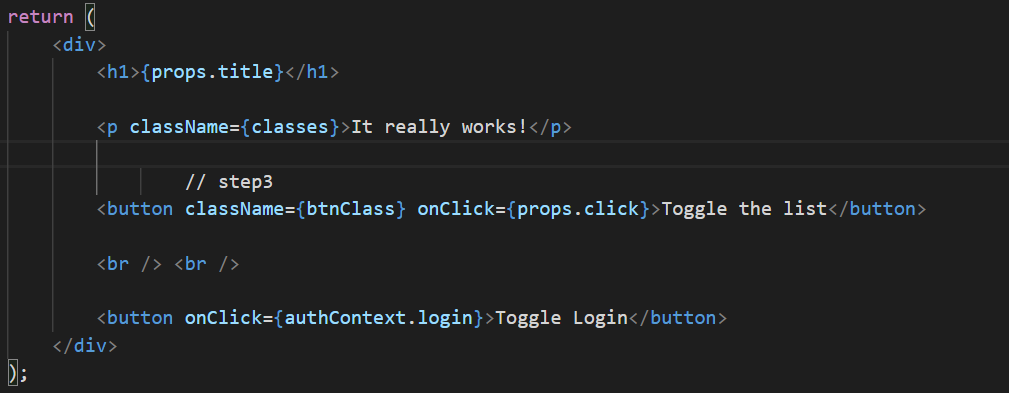 return (
<div>
<h1>{props.title}</h1>
<p className={classes}>It really works!</p>
// step3
<button className={btnClass} onClick={props.click}>Toggle the list</button>
<br /> <br />
<button onClick={authContext.login}>Toggle Login</button>
</div>
);